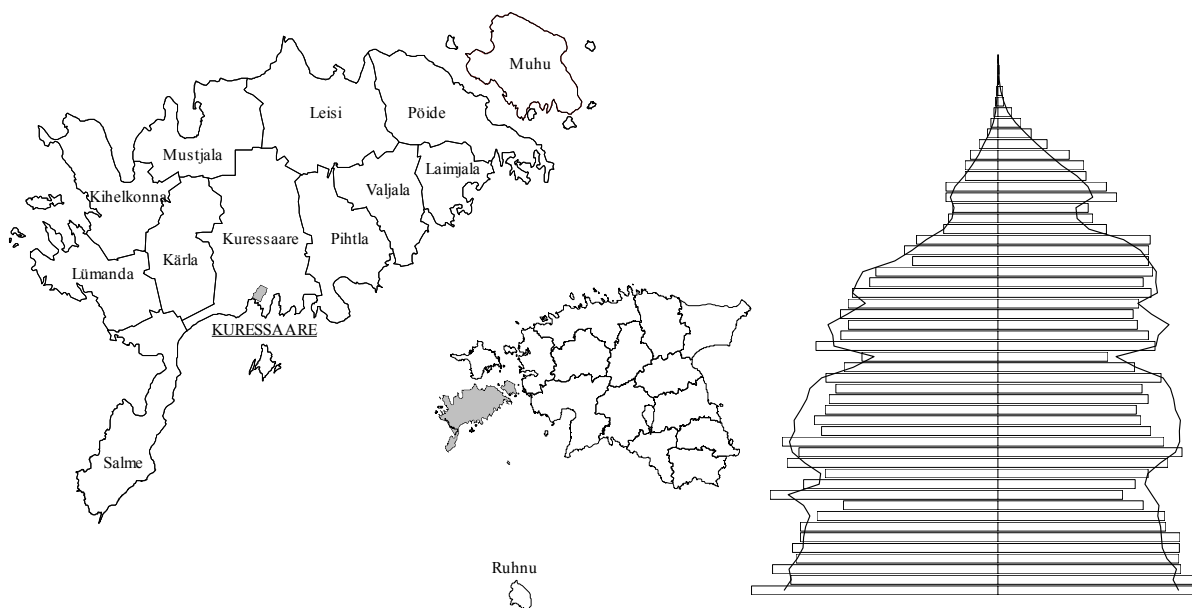 Muhu
Leisi
Pöide
Mustjala
Laimjala
Valjala
Kihelkonna
Kuressaare
Pihtla
Kärla
Lümanda
KURESSAARE
Salme
Ruhnu